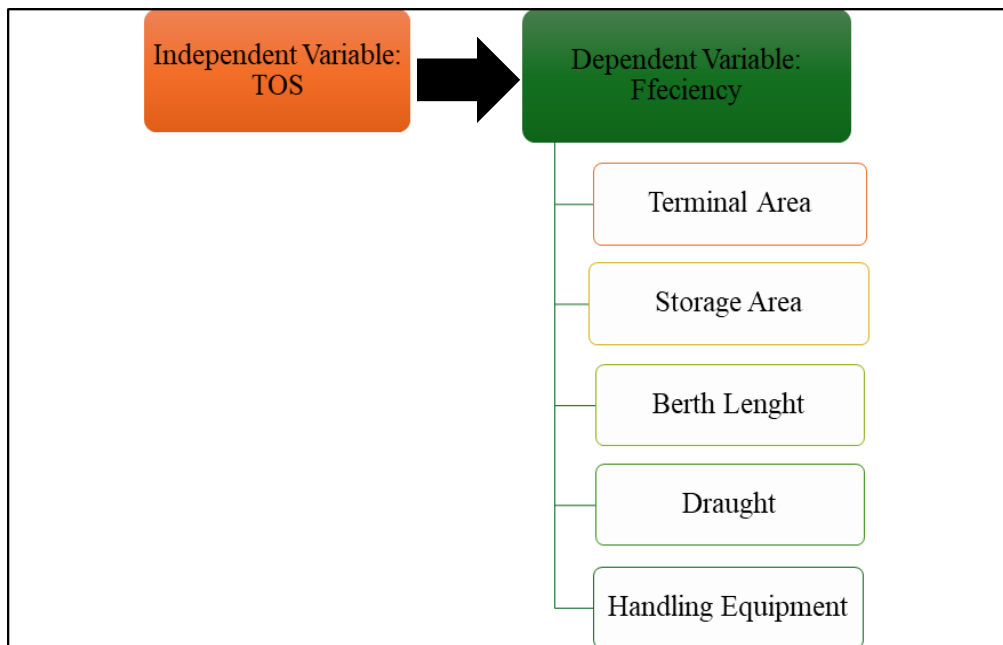 Independent Variable:
TOS
Dependent Variable:
Ffeciency
Terminal Area
Storage Area
Berth Lenght
Draught
Handling Equipment